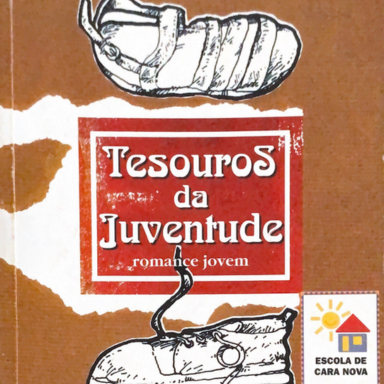 TesouroS
da
Juventude
romance jovem
ESCOLA DE
CARA NOVA